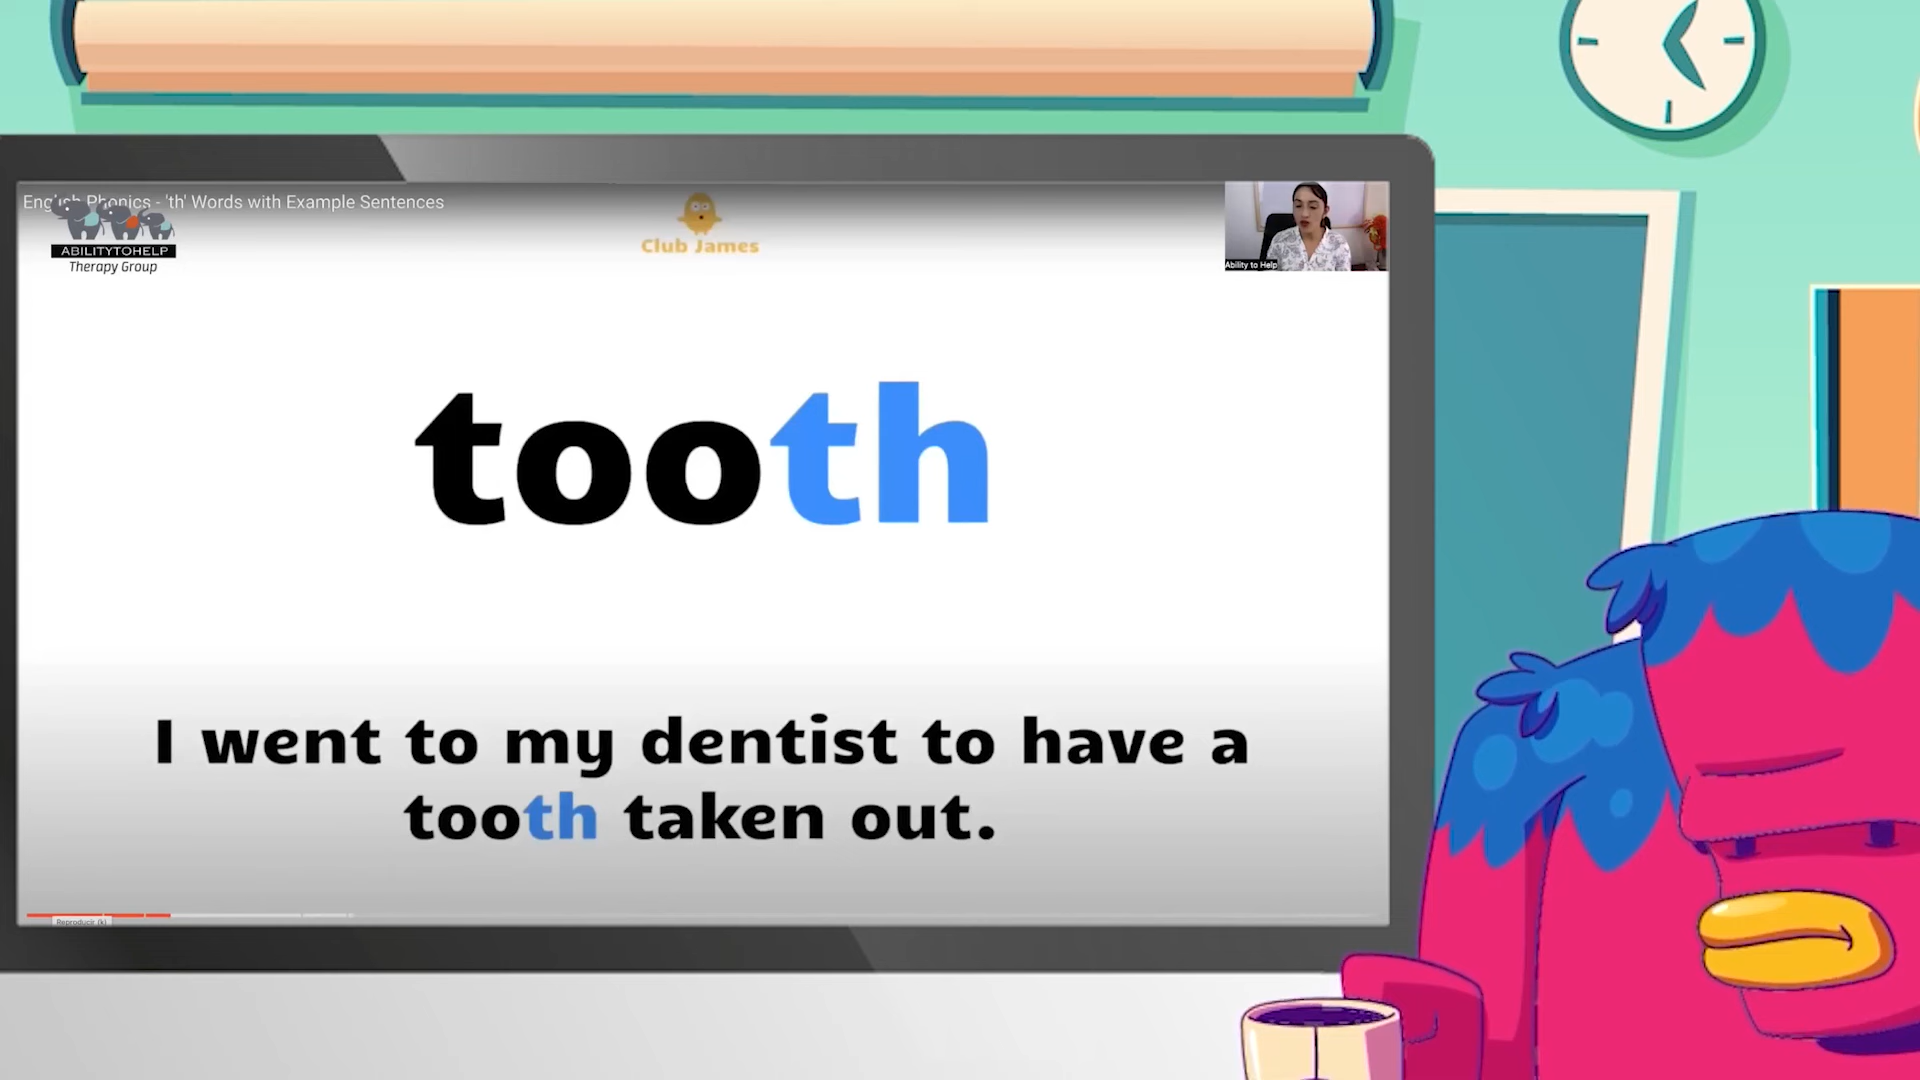 English Phonics - 'th' Words with Example Sentences
ABILITYTOHELP
Therapy Group
Club James
Ability to Help
tooth
I went to my dentist to have a
tooth taken out.
Reproducir (k)